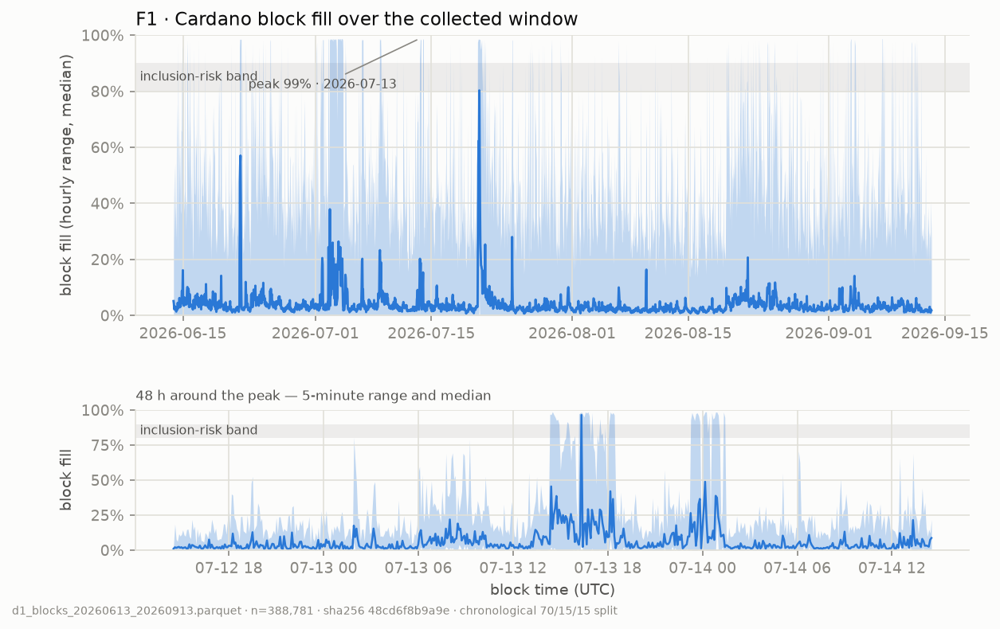 F1 · Cardano block fill over the collected window
block fill (hourly range, median)
100%
80%
60%
40%
20%
0%
inclusion-risk band
peak 99% · 2026-07-13
2026-06-15
2026-07-01
2026-07-15
2026-08-01
2026-08-15
2026-09-01
2026-09-15
48 h around the peak — 5-minute range and median
block fill
100%
75%
50%
25%
0%
inclusion-risk band
07-12 18
07-13 00
07-13 06
07-13 12
07-13 18
07-14 00
07-14 06
07-14 12
block time (UTC)
d1_blocks_20260613_20260913.parquet · n=388,781 · sha256 48cd6f8b9a9e · chronological 70/15/15 split